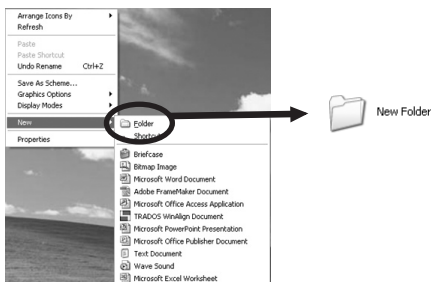 Arrange Icons By
Refresh
Paste
Paste Shortcut
Undo Rename Ctrl+Z
Save As Scheme...
Graphics Options
Display Modes
New
Properties
Folder
Shortcut
Briefcase
Bitmap Image
Microsoft Word Document
Adobe FrameMaker Document
Microsoft Office Access Application
TRADOS WinAlign Document
Microsoft PowerPoint Presentation
Microsoft Office Publisher Document
Text Document
Wave Sound
Microsoft Excel Worksheet
New Folder